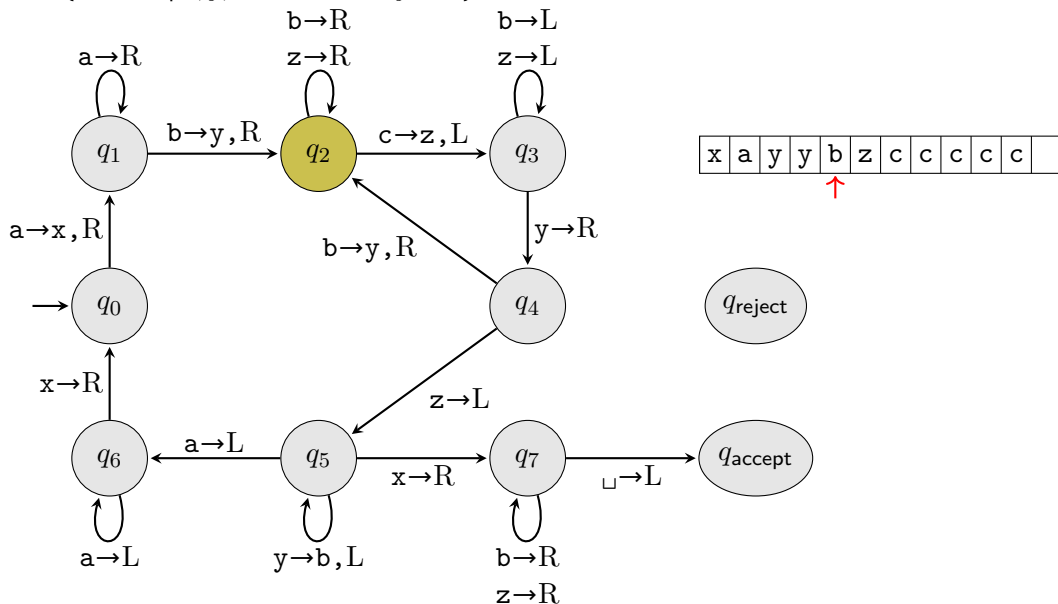 b→R
z→R
b→L
z→L
a→R
b→y,R
c→z,L
q1
q2
q3
x a y y b z c c c c c
a→x,R
b→y,R
y→R
q0
q4
qreject
x→R
z→L
a→L
x→R
␣→L
q6
q5
q7
qaccept
a→L
y→b,L
b→R
z→R